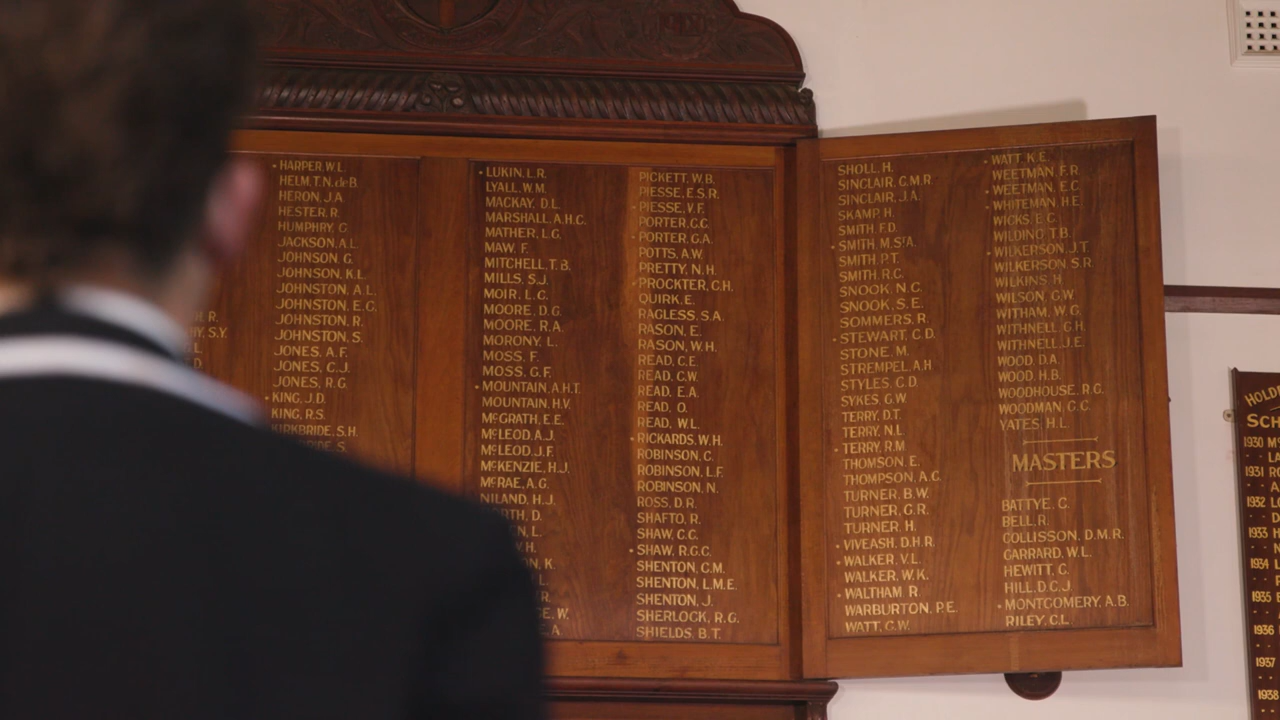 HARPER, W.L.
HELM, T.N. deB.
HERON, J.A.
HESTER, R.
HUMPHRY, G.
JACKSON, A.L.
JOHNSON, G.
JOHNSON, K.L.
JOHNSTON, A.L.
JOHNSTON, E.G.
JOHNSTON, R.
JOHNSTON, S.
JONES, A.F.
JONES, C.J.
JONES, R.G.
KING, J.D.
KING, R.S.
KIRKBRIDE, S.H.
LUKIN, L.R.
LYALL, W.M.
MACKAY, D.L.
MARSHALL, A.H.C.
MATHER, L.G.
MAW, F.
MITCHELL, T.B.
MILLS, S.J.
MOIR, L.G.
MOORE, D.G.
MOORE, R.A.
MORONY, L.
MOSS, F.
MOSS, G.F.
MOUNTAIN, A.H.T.
MOUNTAIN, H.V.
McGRATH, E.E.
McLEOD, A.J.
McLEOD, J.F.
McKENZIE, H.J.
McRAE, A.G.
NILAND, H.J.
PICKETT, W.B.
PIESSE, E.S.R.
PIESSE, V.F.
PORTER, C.C.
PORTER, G.A.
POTTS, A.W.
PRETTY, N.H.
PROCKTER, C.H.
QUIRK, E.
RAGLESS, S.A.
RASON, E.
RASON, W.H.
READ, C.E.
READ, C.W.
READ, E.A.
READ, O.
READ, W.L.
RICKARDS, W.H.
ROBINSON, C.
ROBINSON, L.F.
ROBINSON, N.
ROSS, D.R.
SHAFTO, R.
SHAW, C.C.
SHAW, R.G.C.
SHENTON, C.M.
SHENTON, L.M.E.
SHENTON, J.
SHERLOCK, R.G.
SHIELDS, B.T.
SHOLL, H.
SINCLAIR, G.M.R.
SINCLAIR, J.A.
SKAMP, H.
SMITH, F.D.
SMITH, M.StA.
SMITH, P.T.
SMITH, R.C.
SNOOK, N.C.
SNOOK, S.E.
SOMMERS, R.
STEWART, C.D.
STONE, M.
STREMPEL, A.H
STYLES, C.D.
SYKES, G.W.
TERRY, D.T.
TERRY, N.L
TERRY, R.M
THOMSON, E.
THOMPSON, A.G.
TURNER, B.W.
TURNER, G.R.
TURNER, H.
VIVEASH, D.H.R.
WALKER, V.L.
WALKER, W.K.
WALTHAM R.
WARBURTON, P.E.
WATT, G.W.
WATT, K.E.
WEETMAN, F.R.
WEETMAN, E.C
WHITEMAN, H.E
WICKS, E.C.
WILDING, T.B.
WILKERSON, J.T.
WILKERSON, S.R.
WILKINS, H
WILSON, G.W
WITHAM, W.G.
WITHNELL, G.H.
WITHNELL, J.E.
WOOD, D.A.
WOOD, H.B.
WOODHOUSE, R.G.
WOODMAN, G.C.
YATES, H.L.
MASTERS
BATTYE, C.
BELL, R.
COLLISSON, D.M.R.
GARRARD, W.L.
HEWITT, C.
HILL, D.C.J.
MONTGOMERY, A.B.
RILEY, C.L.
1930
1931
1932
1933
1934
1935
1936
1937
1938